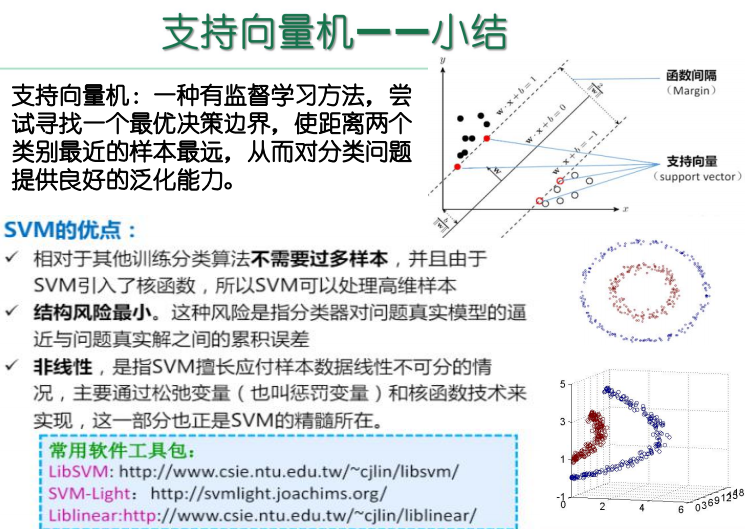 支持向量机——小结
支持向量机：一种有监督学习方法，尝
试寻找一个最优决策边界，使距离两个
类别最近的样本最远，从而对分类问题
提供良好的泛化能力。
y
w · x + b = 1
w · x + b = 0
w · x + b = −1
w
x
函数间隔
（Margin）
支持向量
（support vector）
SVM的优点：
✓ 相对于其他训练分类算法不需要过多样本，并且由于
SVM引入了核函数，所以SVM可以处理高维样本
✓ 结构风险最小。这种风险是指分类器对问题真实模型的逼
近与问题真实解之间的累积误差
✓ 非线性，是指SVM擅长应付样本数据线性不可分的情
况，主要通过松弛变量（也叫惩罚变量）和核函数技术来
实现，这一部分也正是SVM的精髓所在。
常用软件工具包：
LibSVM: http://www.csie.ntu.edu.tw/~cjlin/libsvm/
SVM-Light： http://svmlight.joachims.org/
Liblinear:http://www.csie.ntu.edu.tw/~cjlin/liblinear/
5
3
1
-1
0
2
4
6